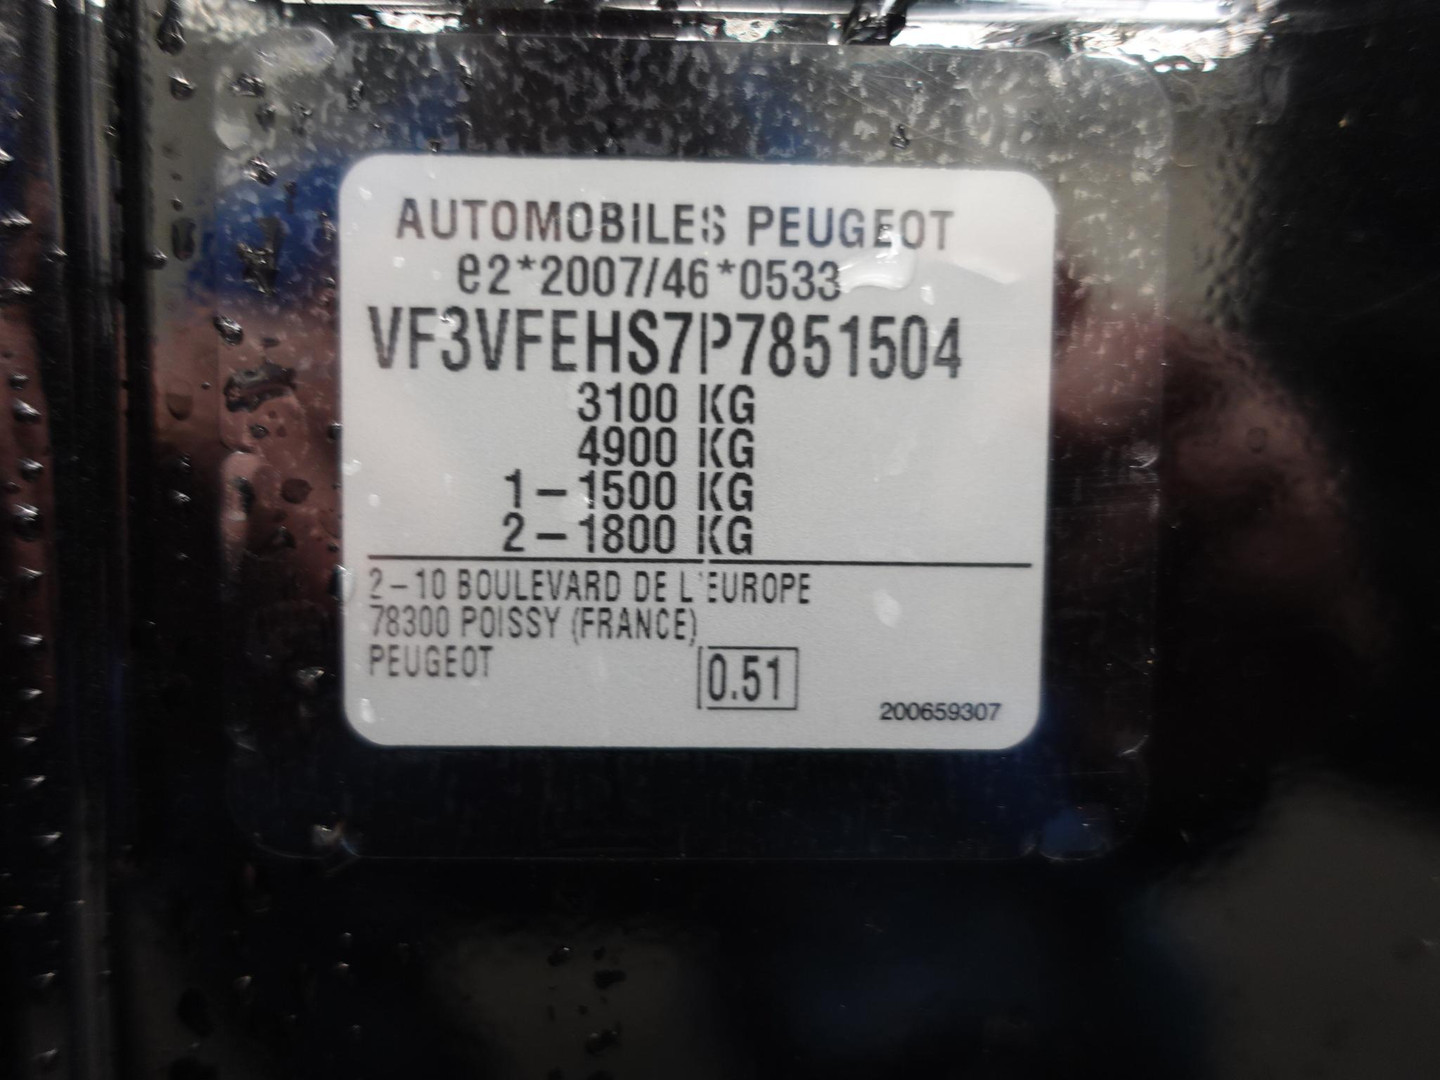 AUTOMOBILES PEUGEOT
e2*2007/46*0533
VF3VFEHS7P7851504
3100 KG
4900 KG
1-1500 KG
2-1800 KG
2-10 BOULEVARD DE L'EUROPE
78300 POISSY (FRANCE)
PEUGEOT
0.51
200659307